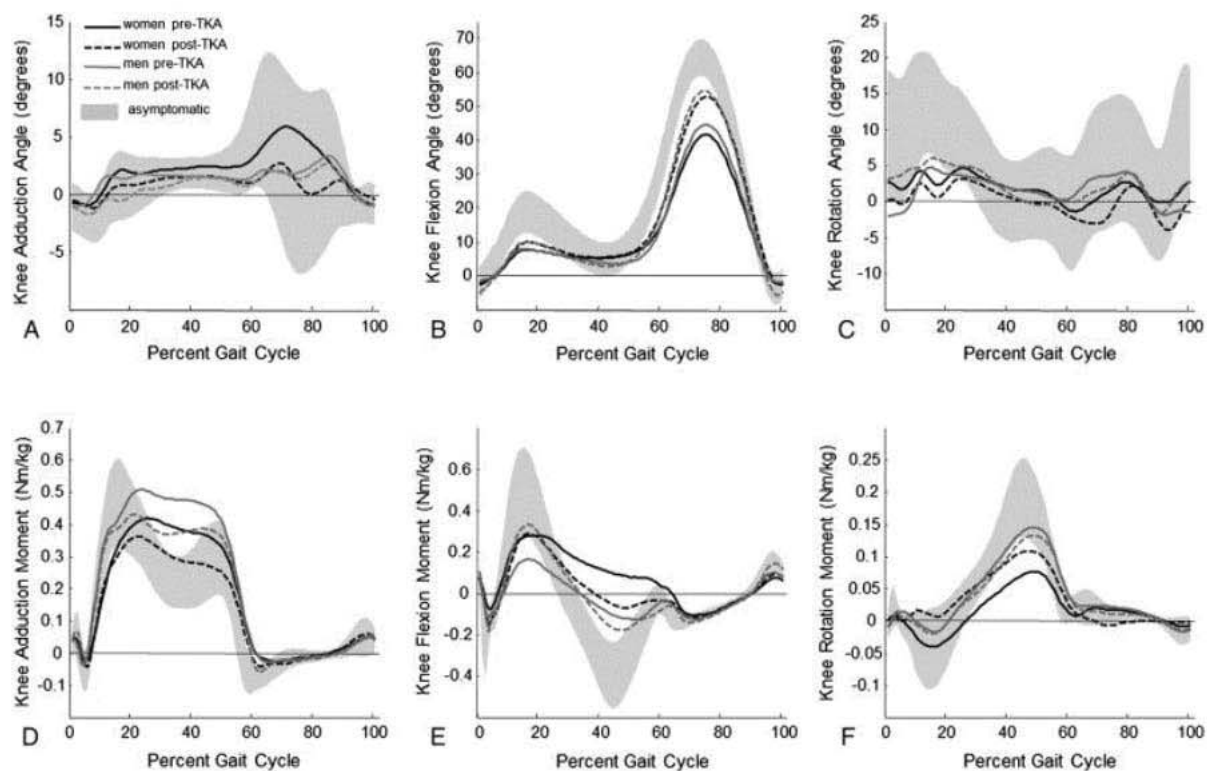 15
10
5
0
-5
Knee Adduction Angle (degrees)
women pre-TKA
women post-TKA
men pre-TKA
men post-TKA
asymptomatic
0 20 40 60 80 100
A
Percent Gait Cycle
70
60
50
40
30
20
10
0
Knee Flexion Angle (degrees)
0 20 40 60 80 100
B
Percent Gait Cycle
25
20
15
10
5
0
-5
-10
Knee Rotation Angle (degrees)
0 20 40 60 80 100
C
Percent Gait Cycle
0.7
0.6
0.5
0.4
0.3
0.2
0.1
0
-0.1
Knee Adduction Moment (Nm/kg)
0 20 40 60 80 100
D
Percent Gait Cycle
0.6
0.4
0.2
0
-0.2
-0.4
Knee Flexion Moment (Nm/kg)
0 20 40 60 80 100
E
Percent Gait Cycle
0.25
0.2
0.15
0.1
0.05
0
-0.05
-0.1
Knee Rotation Moment (Nm/kg)
0 20 40 60 80 100
F
Percent Gait Cycle